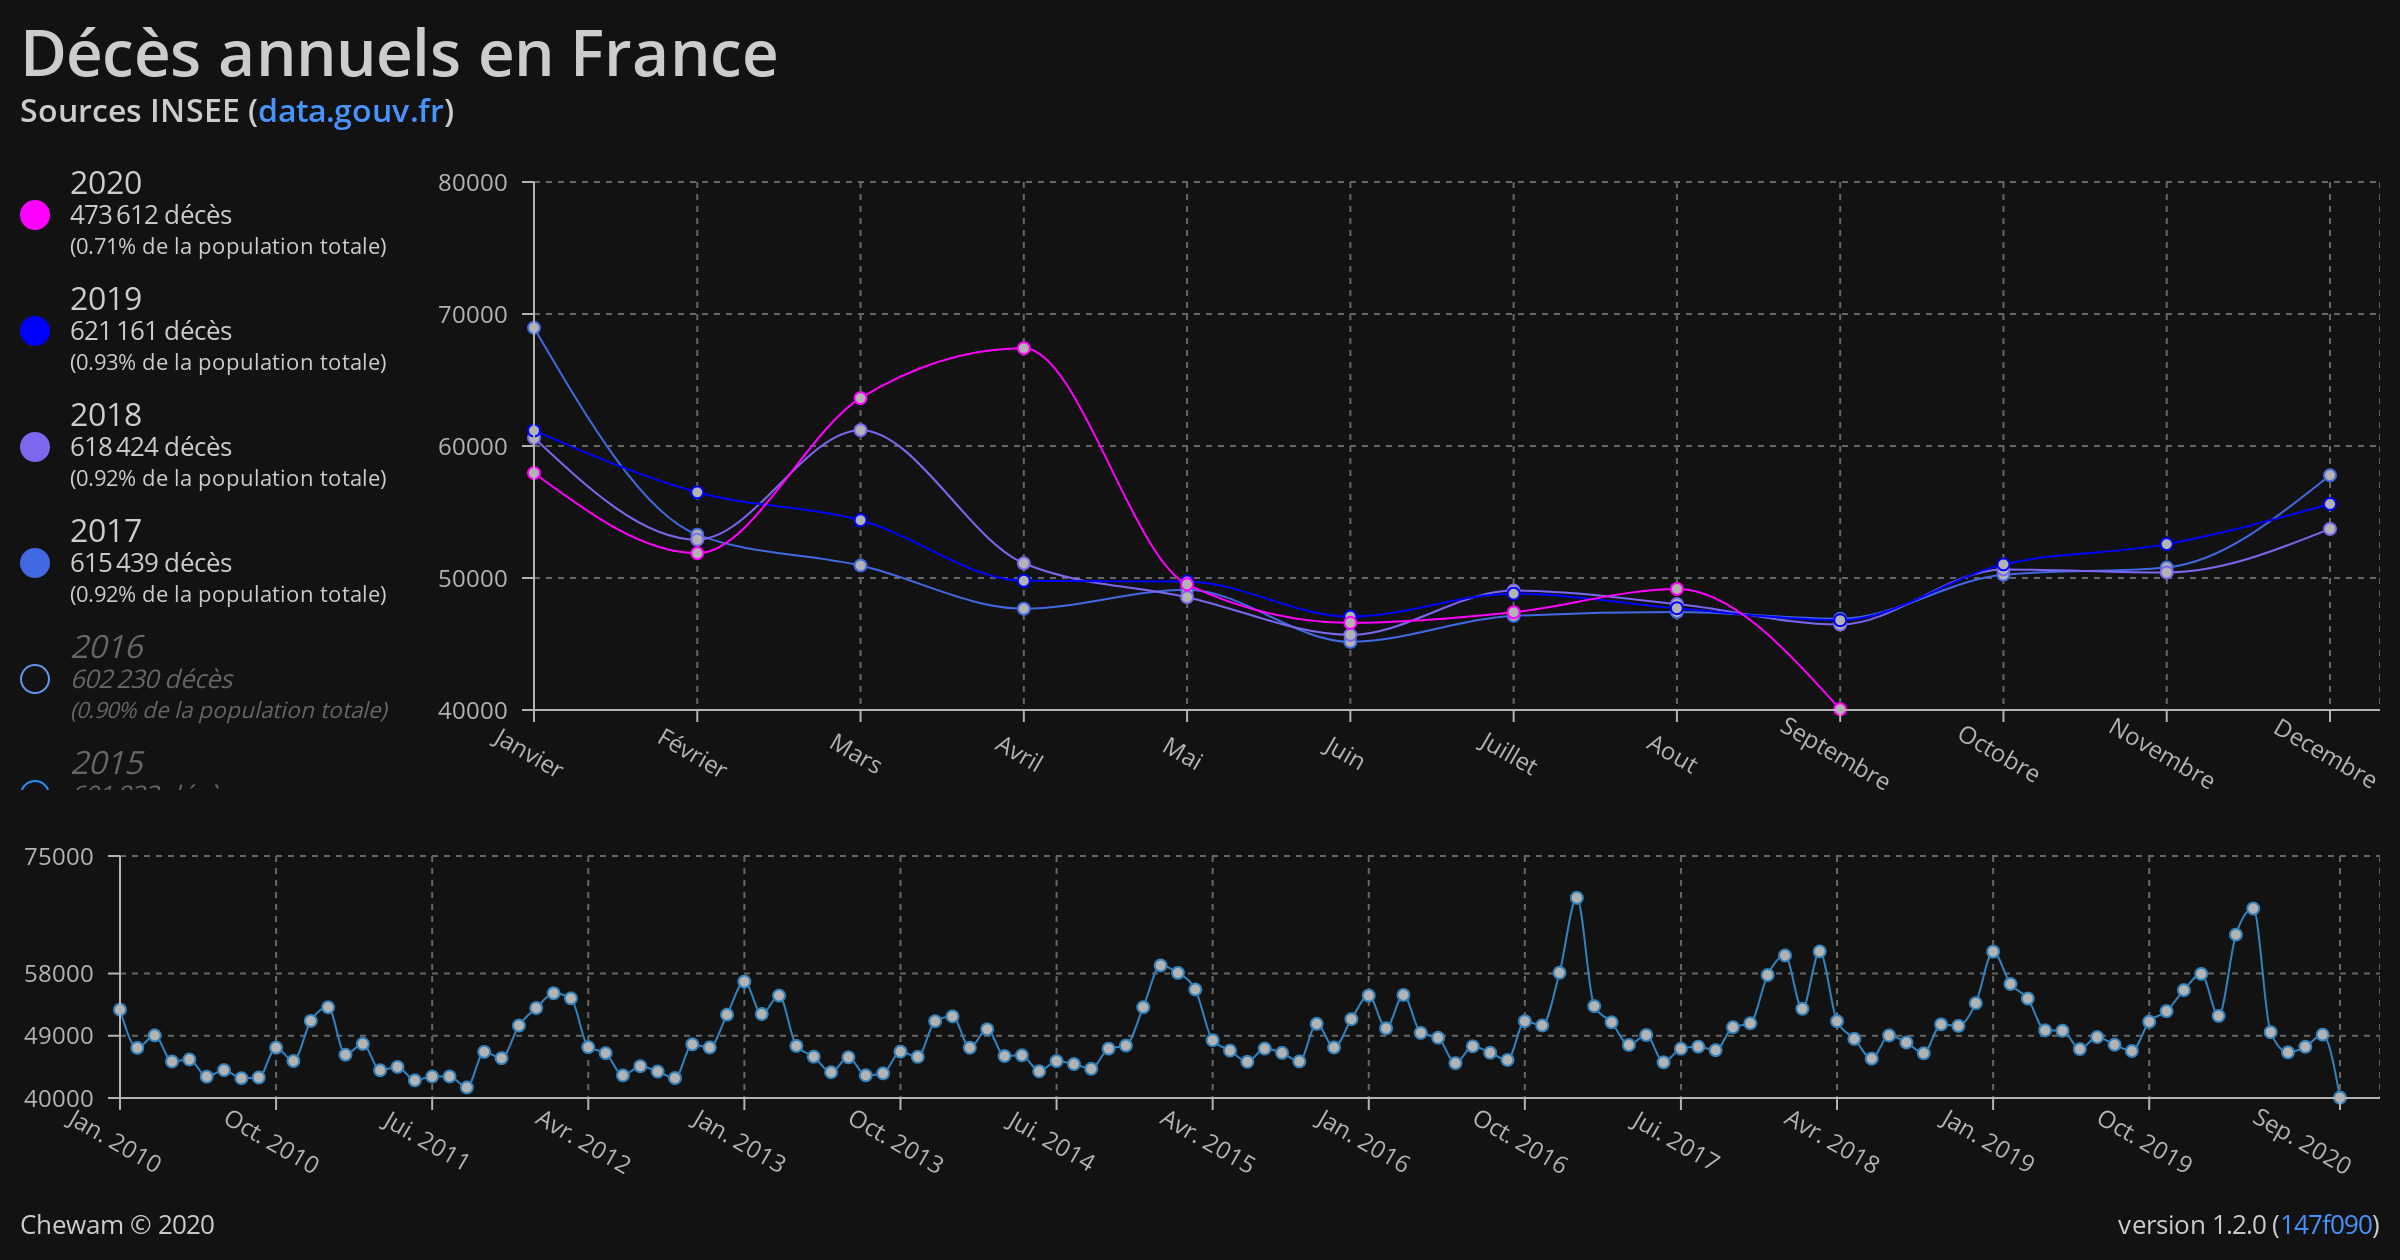 Décès annuels en France
Sources INSEE (data.gouv.fr)
2020
473 612 décès
(0.71% de la population totale)
2019
621 161 décès
(0.93% de la population totale)
2018
618 424 décès
(0.92% de la population totale)
2017
615 439 décès
(0.92% de la population totale)
2016
602 230 décès
(0.90% de la population totale)
2015
80000
70000
60000
50000
40000
Janvier
Février
Mars
Avril
Mai
Juin
Juillet
Aout
Septembre
Octobre
Novembre
Decembre
75000
58000
49000
40000
Jan. 2010
Oct. 2010
Jui. 2011
Avr. 2012
Jan. 2013
Oct. 2013
Jui. 2014
Avr. 2015
Jan. 2016
Oct. 2016
Jui. 2017
Avr. 2018
Jan. 2019
Oct. 2019
Sep. 2020
Chewam © 2020
version 1.2.0 (147f090)